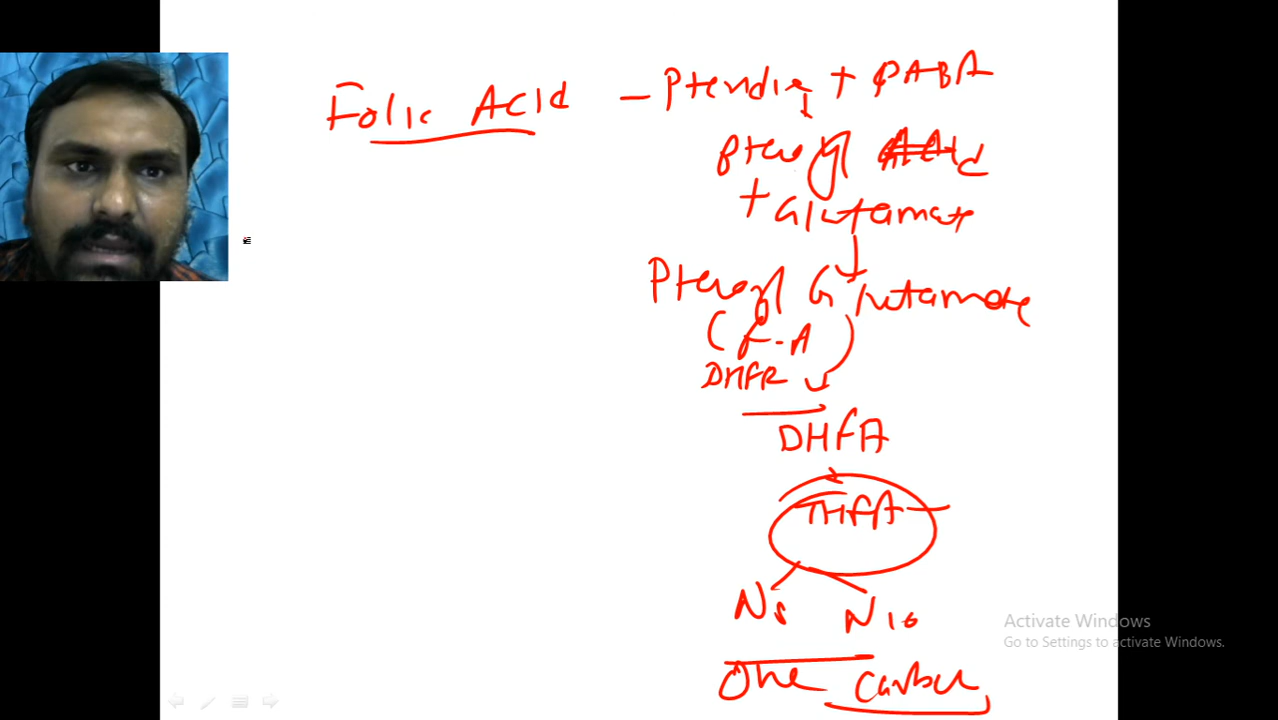 Folic Acid - Pteridin + PABA
Pteroyl Acid
+ Glutamate
Pteroyl Glutamate
(F-A)
DHFR
DHFA
THFA
N5 N10
One carbon
Activate Windows
Go to Settings to activate Windows.